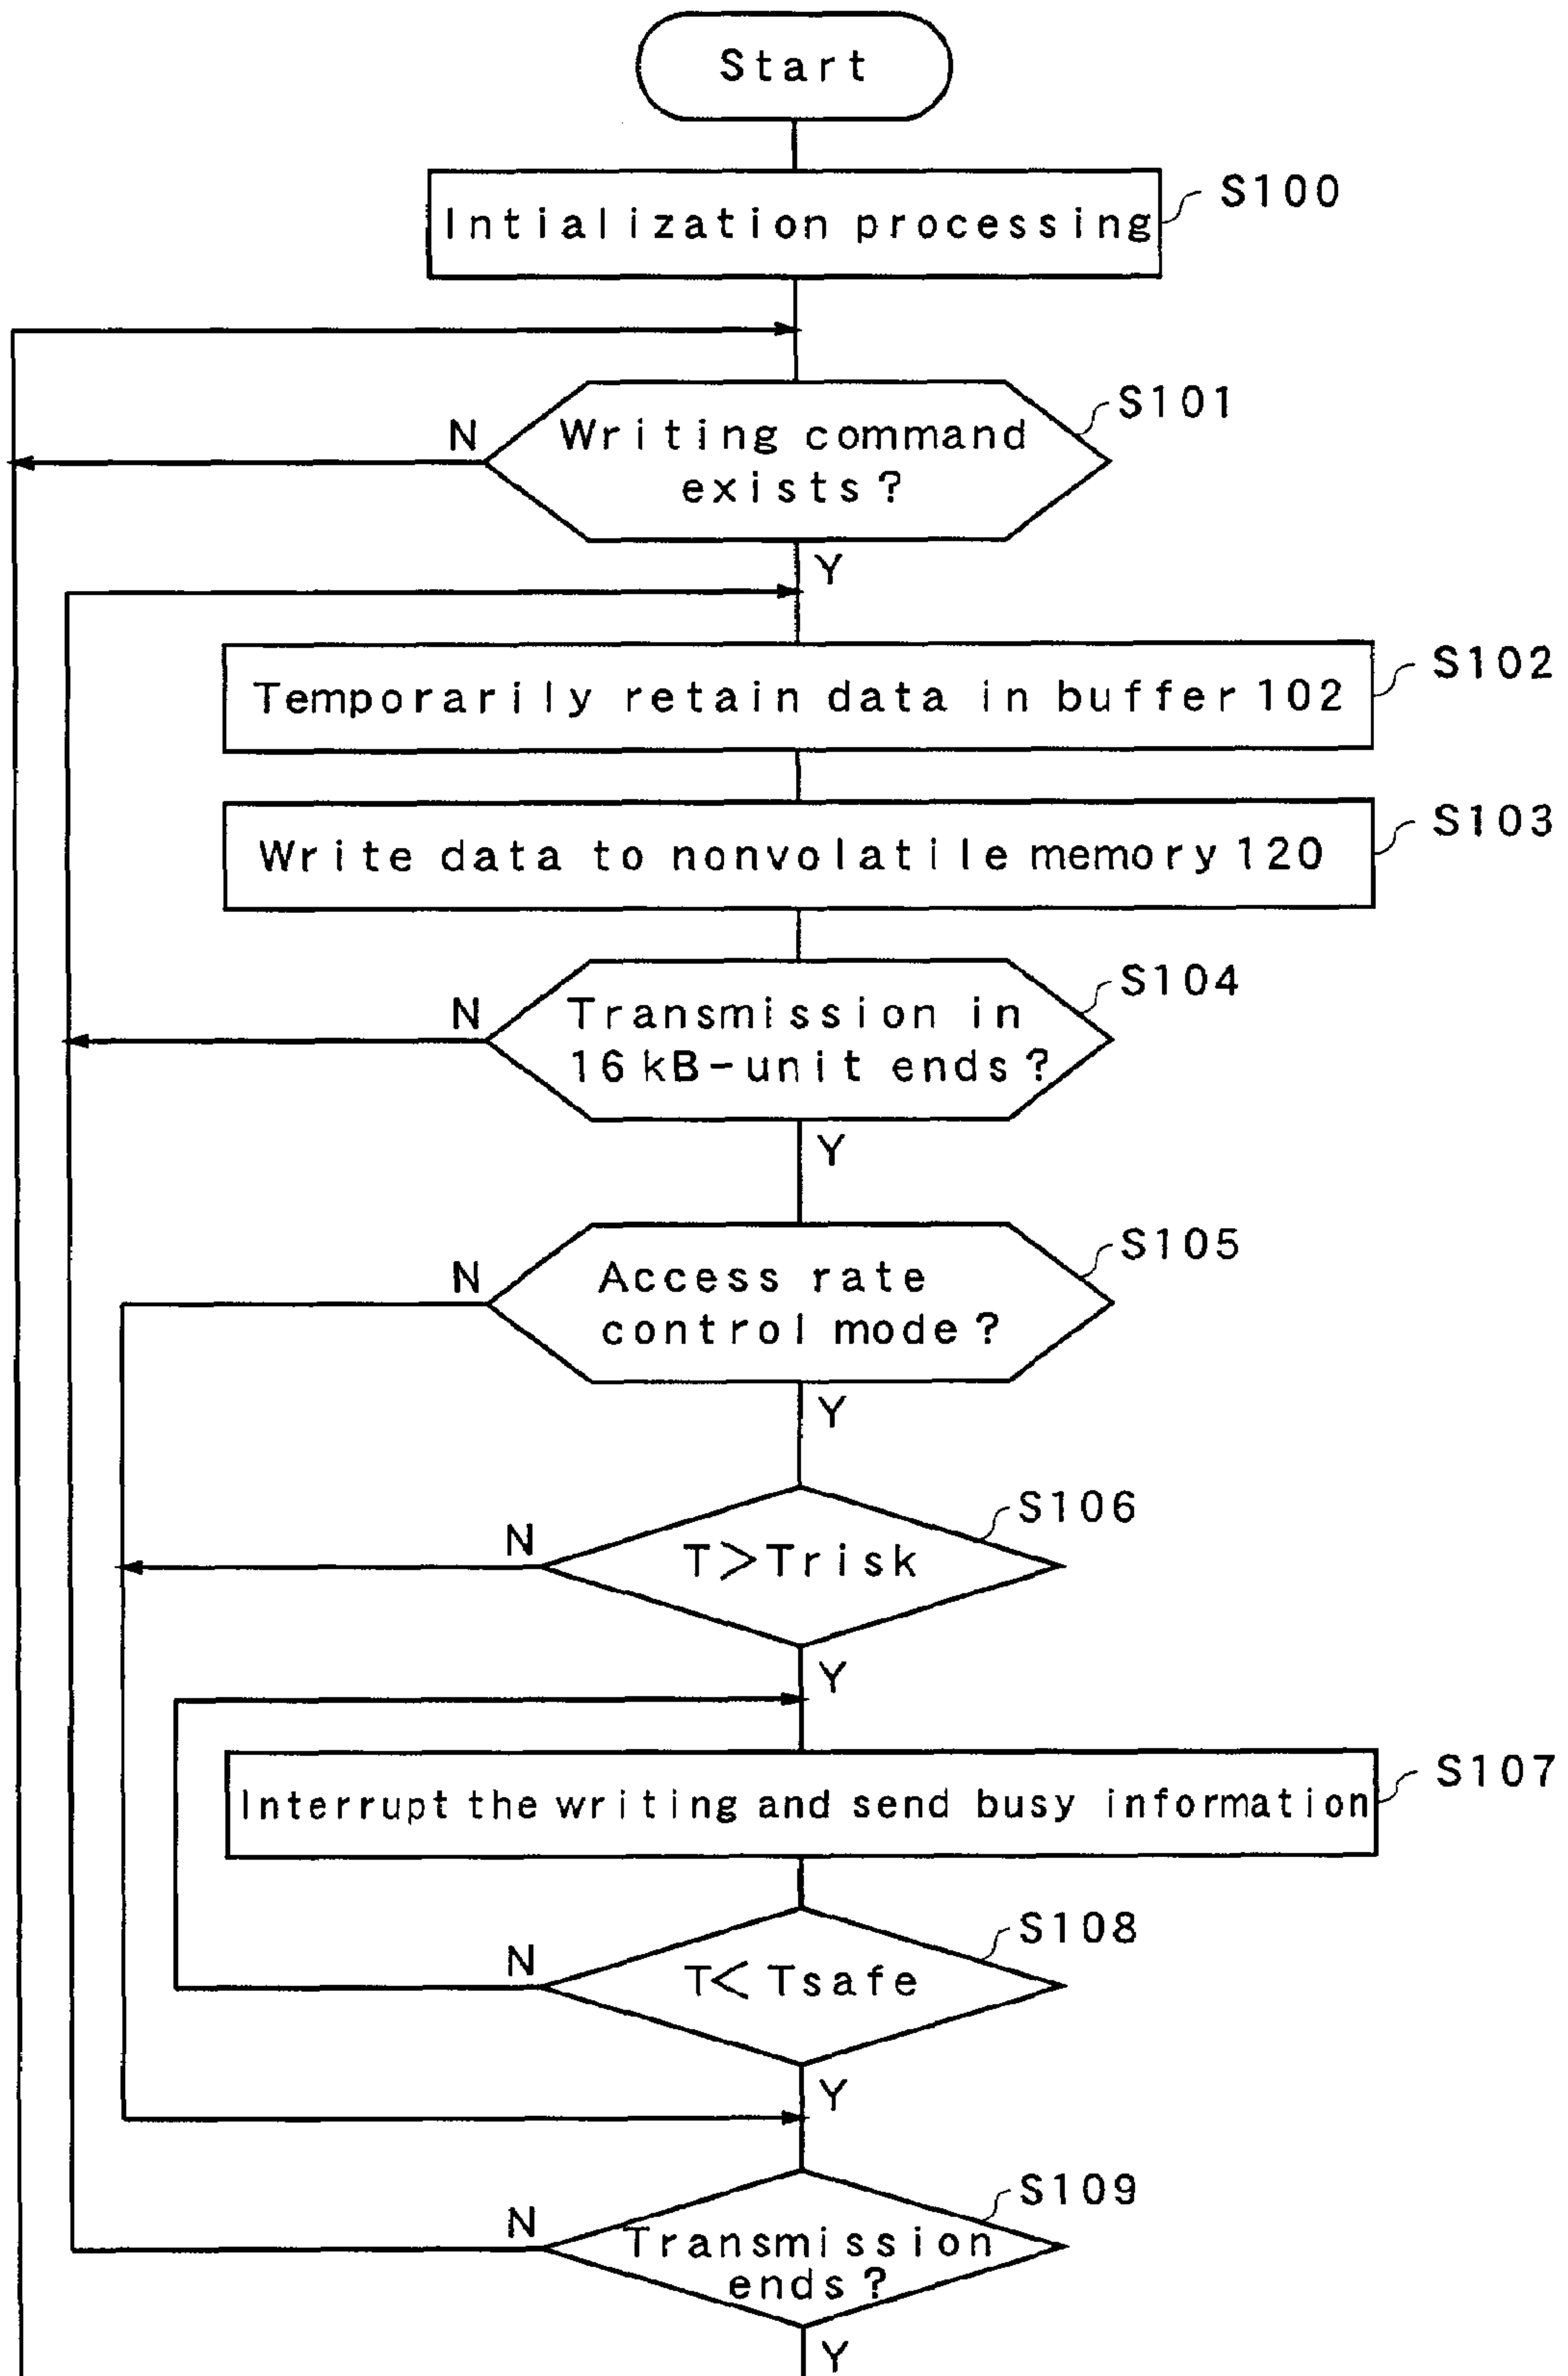 Start
Intialization processing
S100
Writing command
exists?
S101
N
Y
Temporarily retain data in buffer 102
S102
Write data to nonvolatile memory 120
S103
Transmission in
16kB-unit ends?
S104
N
Y
Access rate
control mode?
S105
N
Y
T>Trisk
S106
N
Y
Interrupt the writing and send busy information
S107
T<Tsafe
S108
N
Y
Transmission
ends?
S109
N
Y